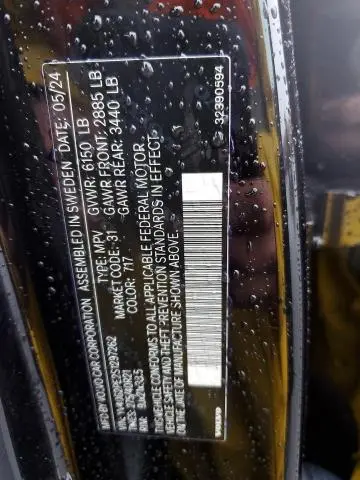 MFD BY VOLVO CAR CORPORATION ASSEMBLED IN SWEDEN DATE: 05/24
GVWR: 6150 LB
TYPE: MPV GAWR FRONT: 2885 LB
MARKET CODE: 31 GAWR REAR: 3440 LB
COLOR: 717
THIS VEHICLE CONFORMS TO ALL APPLICABLE FEDERAL MOTOR
VEHICLE SAFETY AND THEFT PREVENTION STANDARDS IN EFFECT
ON THE DATE OF MANUFACTURE SHOWN ABOVE.
VOLVO 32390594